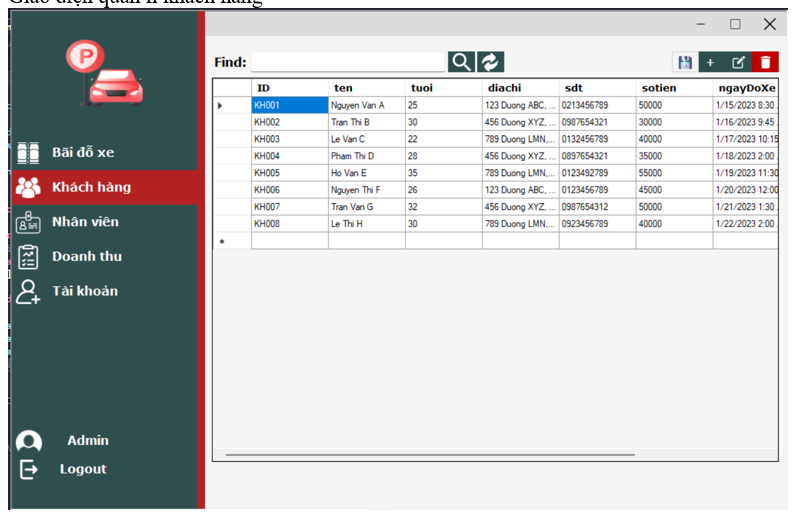 Giao diện quản lí khách hàng
P
Find:
+
ID ten tuoi diachi sdt sotien ngayDoXe
KH001 Nguyen Van A 25 123 Duong ABC, ... 0213456789 50000 1/15/2023 8:30 .
KH002 Tran Thi B 30 456 Duong XYZ, ... 0987654321 30000 1/16/2023 9:45 .
KH003 Le Van C 22 789 Duong LMN,... 0132456789 40000 1/17/2023 10:15
KH004 Pham Thi D 28 456 Duong XYZ, ... 0897654321 35000 1/18/2023 2:00 .
KH005 Ho Van E 35 789 Duong LMN,... 0123492789 55000 1/19/2023 11:30
KH006 Nguyen Thi F 26 123 Duong ABC, ... 0123456789 45000 1/20/2023 12:00
KH007 Tran Van G 32 456 Duong XYZ, ... 0987654312 50000 1/21/2023 1:30 .
KH008 Le Thi H 30 789 Duong LMN,... 0923456789 40000 1/22/2023 2:00 .
Bãi đỗ xe
Khách hàng
Nhân viên
Doanh thu
Tài khoản
Admin
Logout